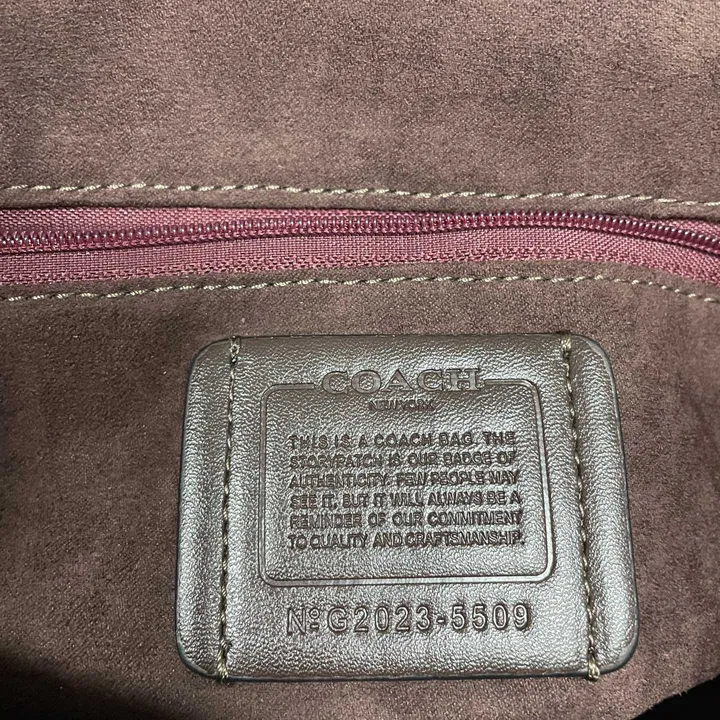 COACH
NEW YORK
THIS IS A COACH BAG. THE
STORYPATCH IS OUR BADGE OF
AUTHENTICITY. FEW PEOPLE MAY
SEE IT, BUT IT WILL ALWAYS BE A
REMINDER OF OUR COMMITMENT
TO QUALITY AND CRAFTSMANSHIP.
Nº G2023-5509